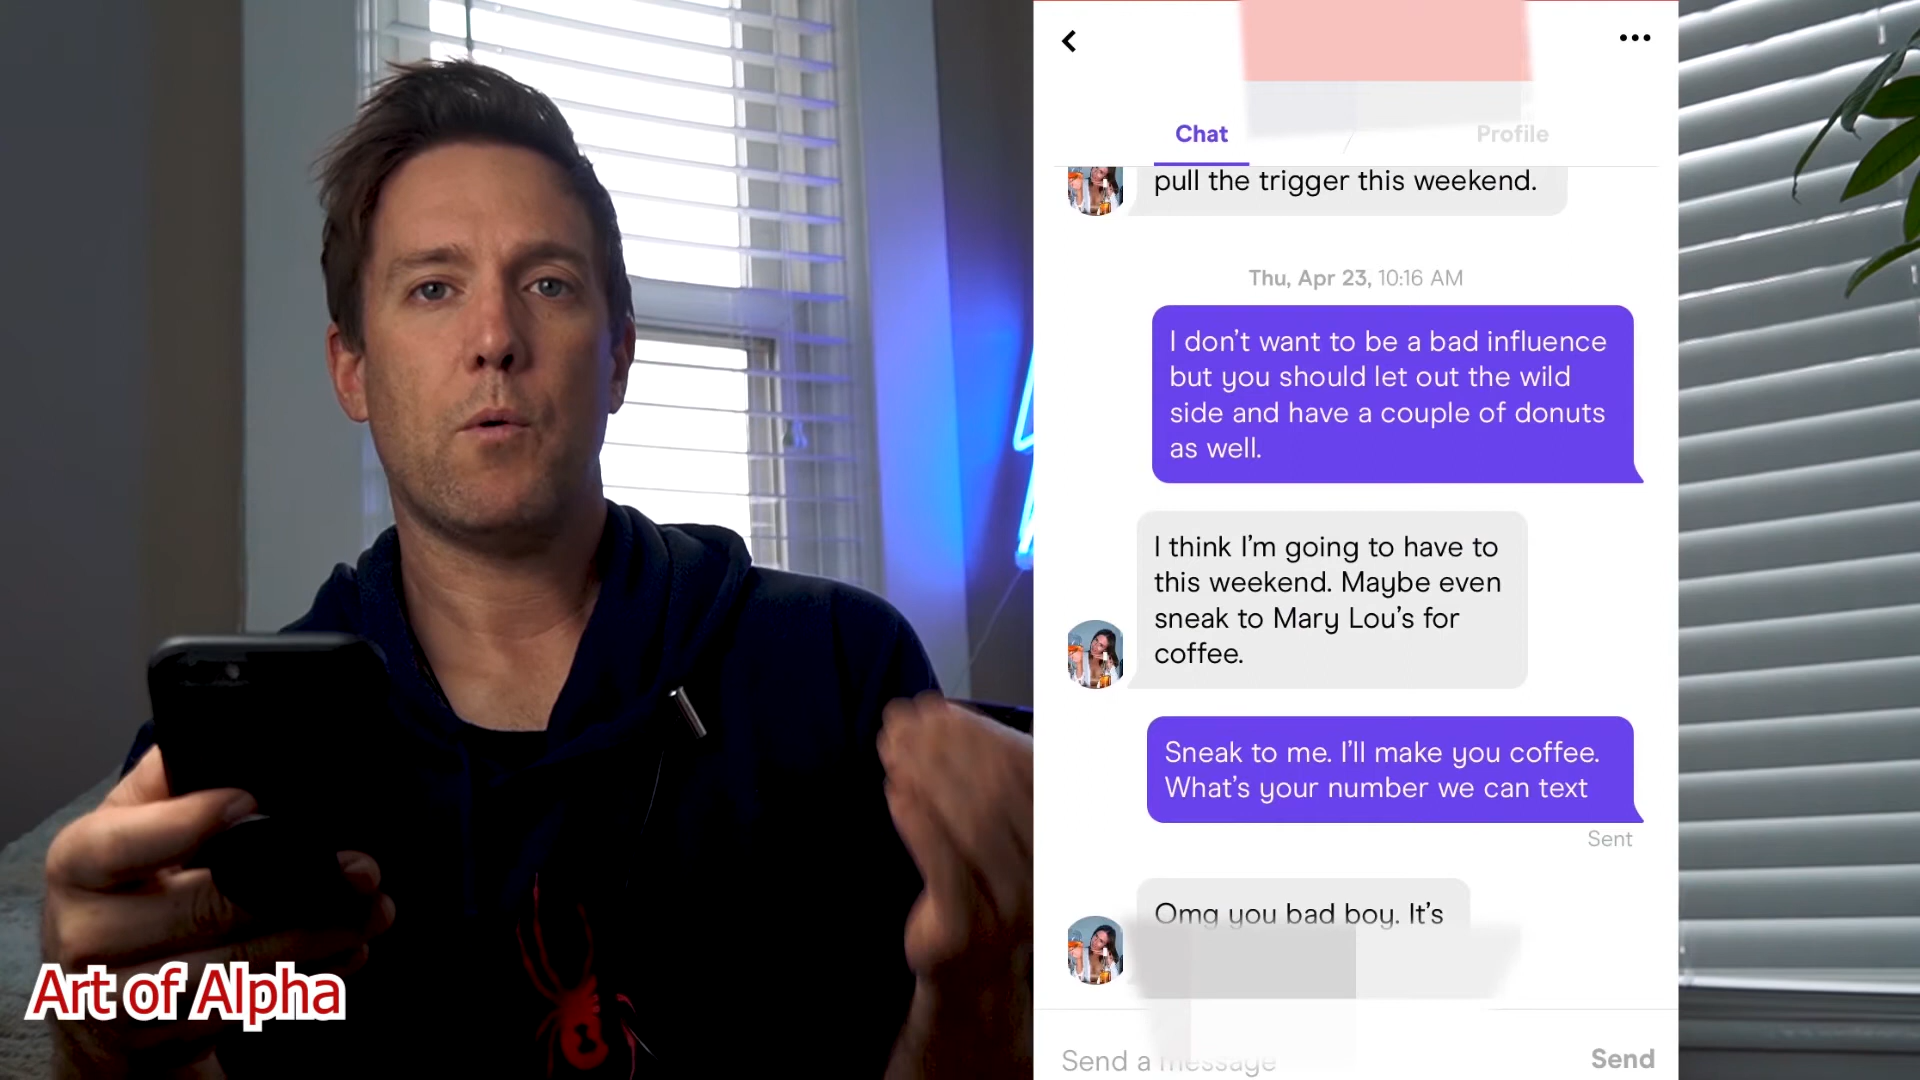 Chat
Profile
pull the trigger this weekend.
Thu, Apr 23, 10:16 AM
I don't want to be a bad influence
but you should let out the wild
side and have a couple of donuts
as well.
I think I'm going to have to
this weekend. Maybe even
sneak to Mary Lou's for
coffee.
Sneak to me. I'll make you coffee.
What's your number we can text
Sent
Omg you bad boy. It's
Send a message
Send
Art of Alpha